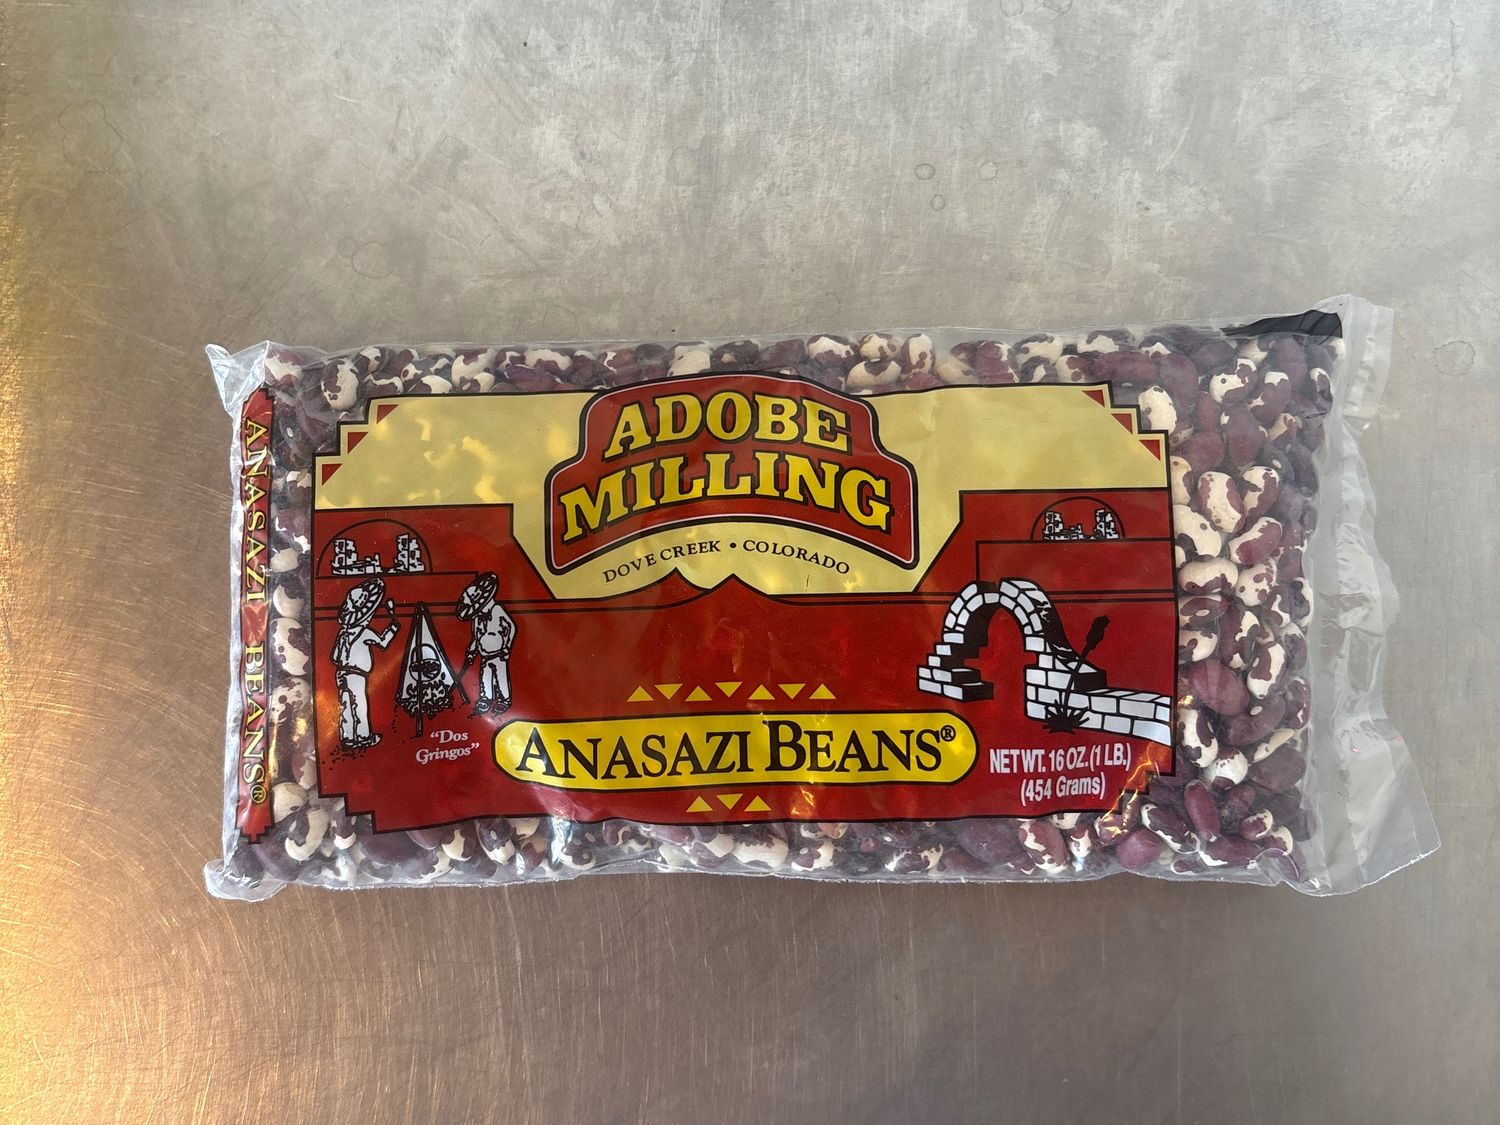 ADOBE
MILLING
DOVE CREEK • COLORADO
"Dos
Gringos"
ANASAZI BEANS®
NET WT. 16 OZ. (1 LB.)
(454 Grams)
ANASAZI BEANS®